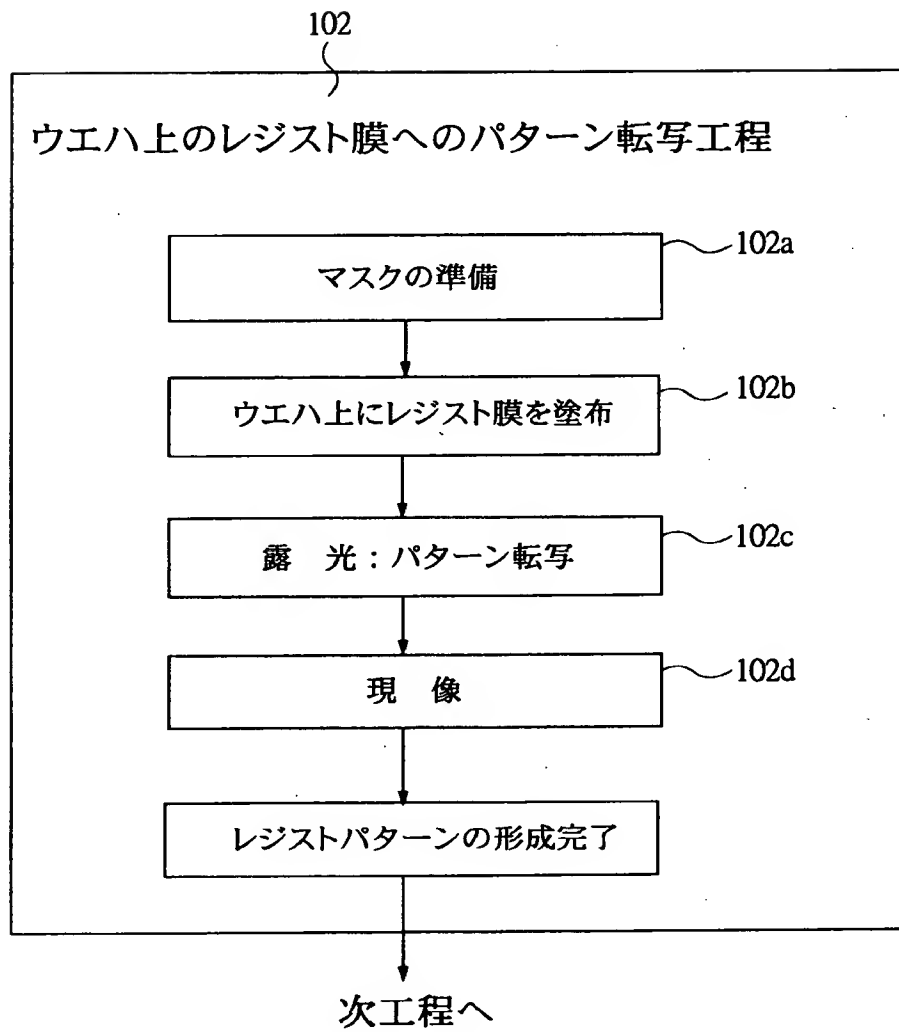 102
ウエハ上のレジスト膜へのパターン転写工程
102a
マスクの準備
102b
ウエハ上にレジスト膜を塗布
102c
露　光：パターン転写
102d
現　像
レジストパターンの形成完了
次工程へ